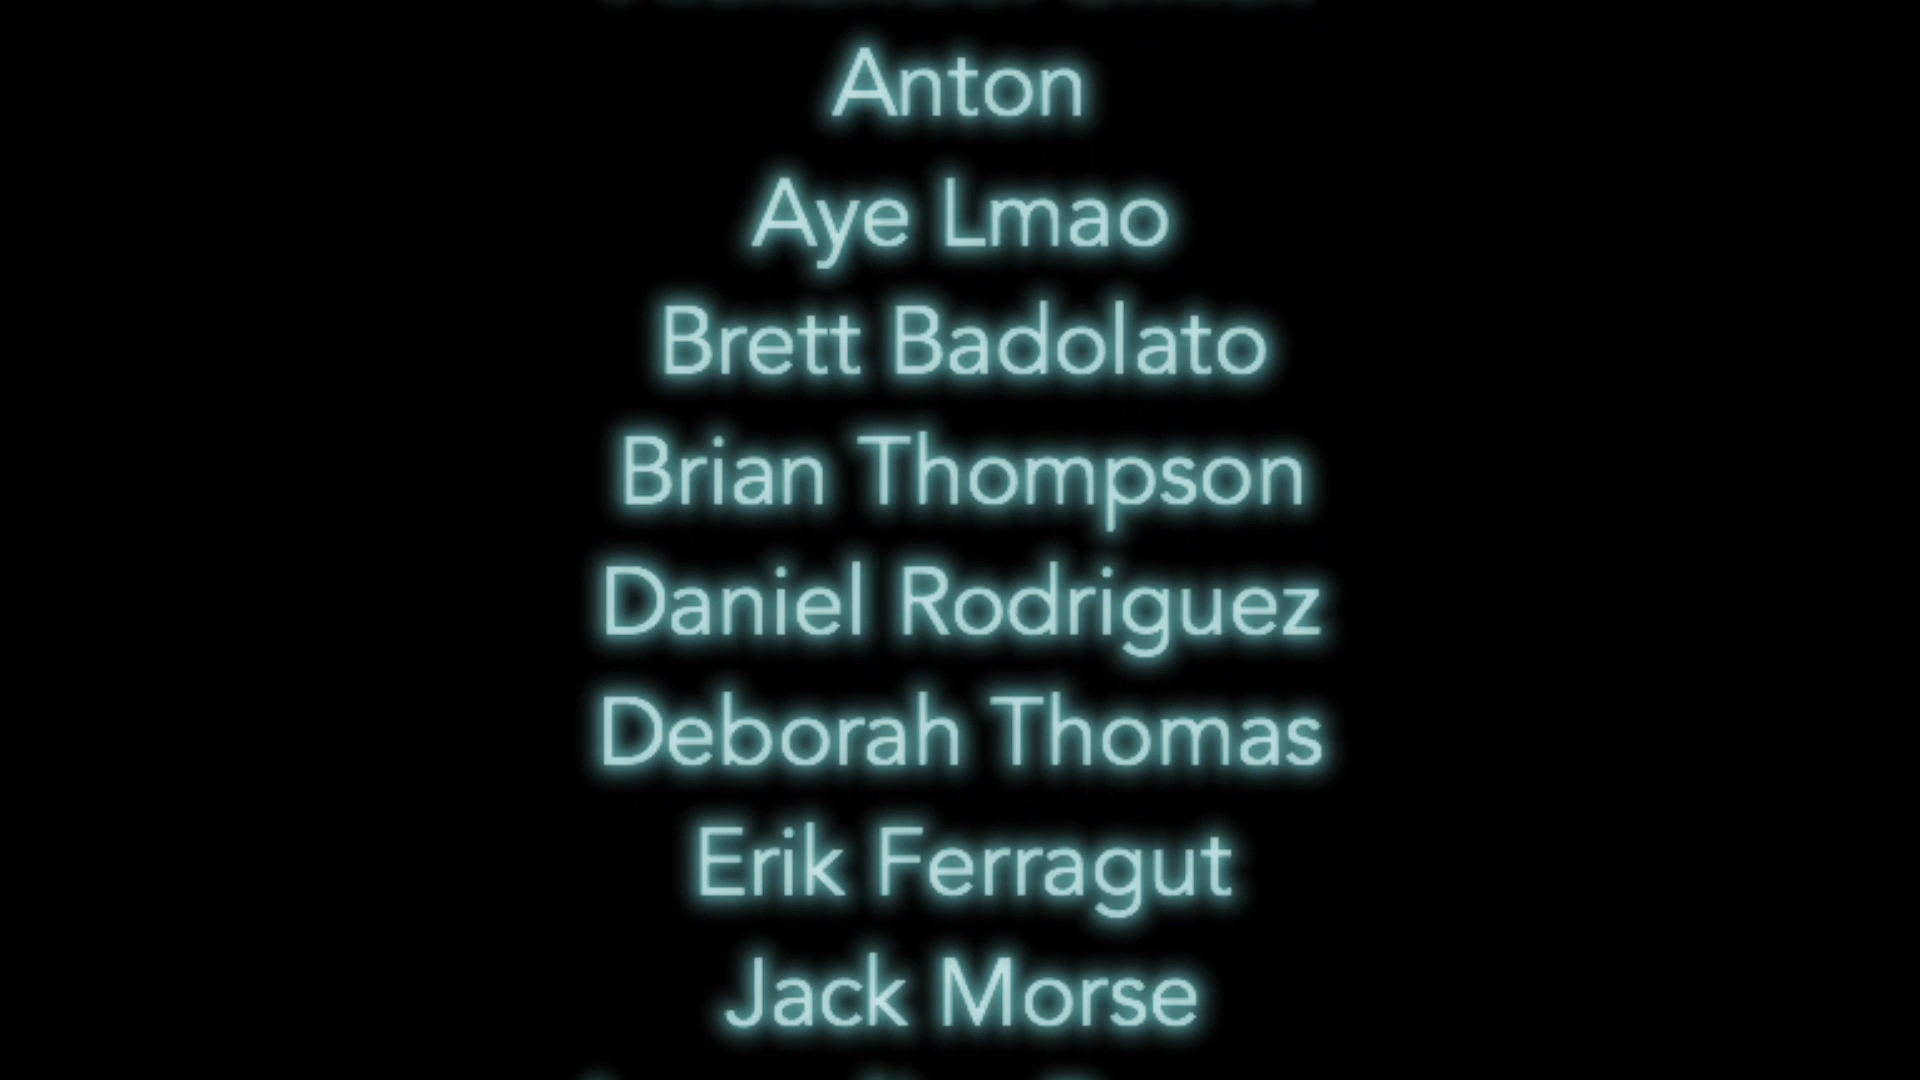 Anton
Aye Lmao
Brett Badolato
Brian Thompson
Daniel Rodriguez
Deborah Thomas
Erik Ferragut
Jack Morse